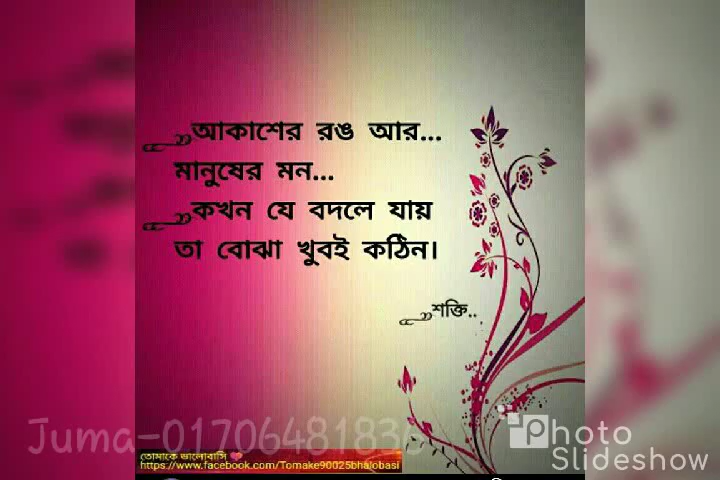 আকাশের রঙ আর...
মানুষের মন...
কখন যে বদলে যায়
তা বোঝা খুবই কঠিন।
শক্তি..
Juma-01706481836
তোমাকে ভালোবাসি
https://www.facebook.com/Tomake90025bhalobasi
Photo
Slideshow